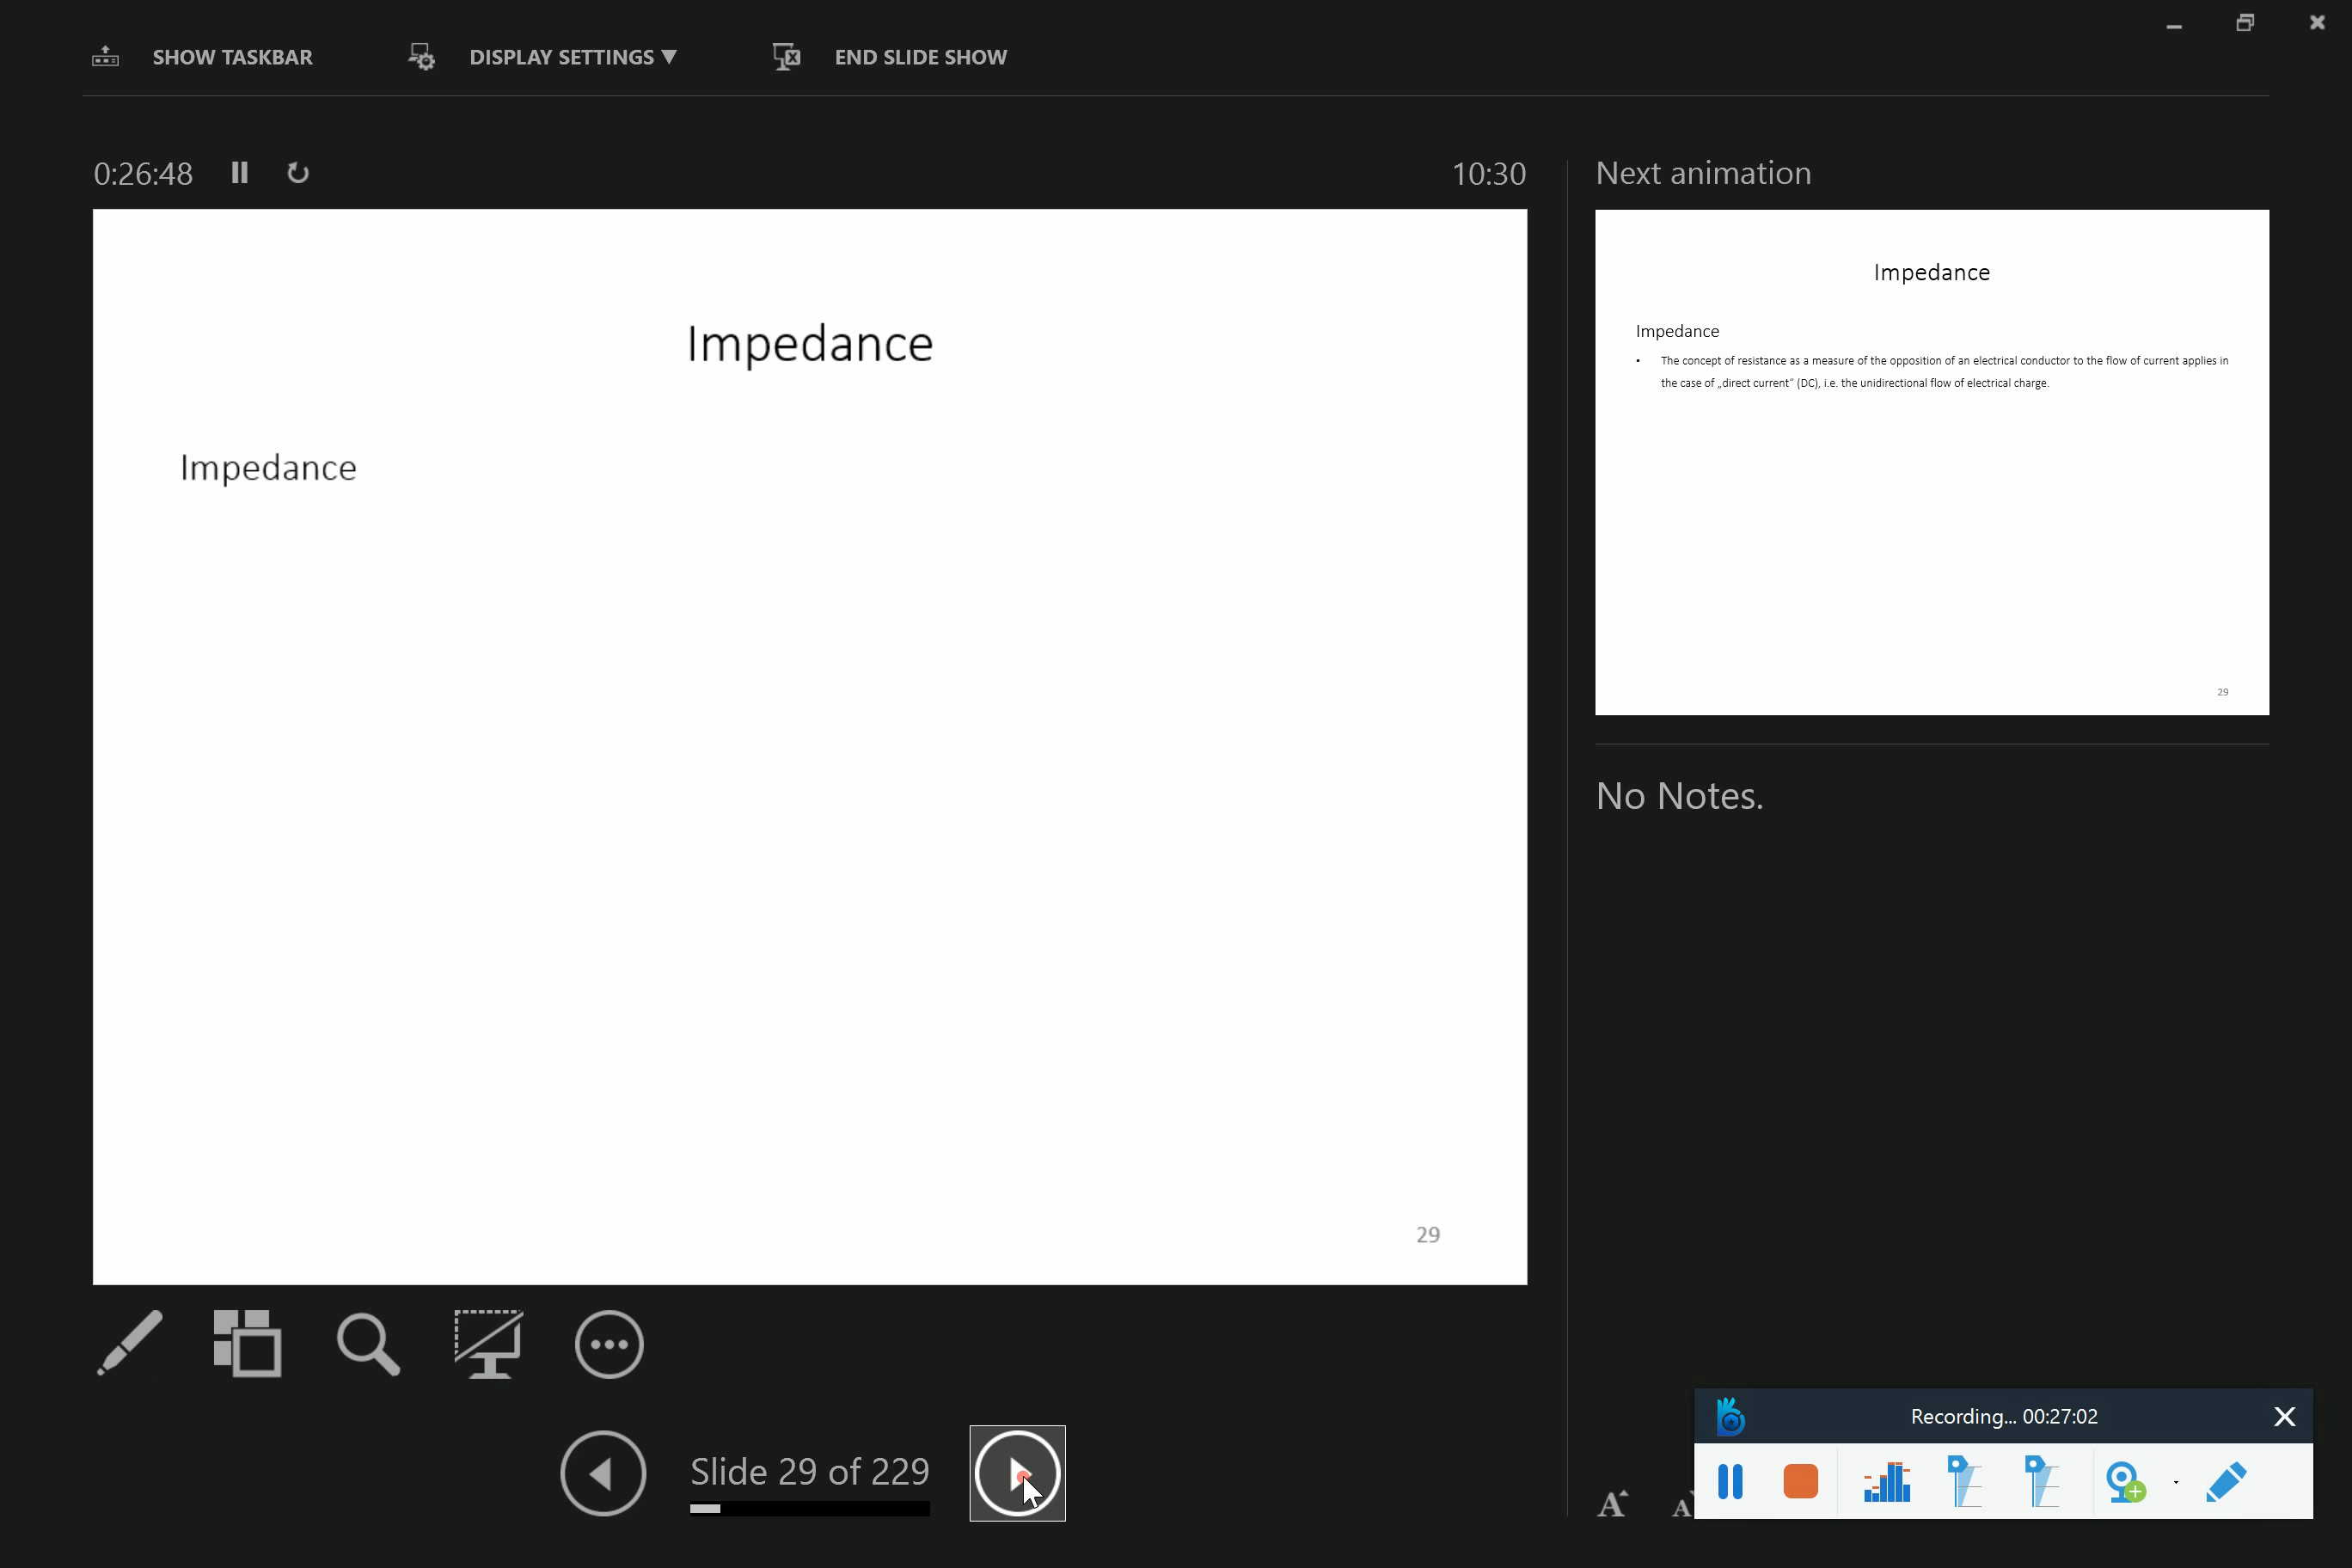 SHOW TASKBAR
DISPLAY SETTINGS ▼
END SLIDE SHOW
0:26:48
10:30
Impedance
Impedance
29
Slide 29 of 229
Next animation
Impedance
Impedance
• The concept of resistance as a measure of the opposition of an electrical conductor to the flow of current applies in
the case of „direct current“ (DC), i.e. the unidirectional flow of electrical charge.
29
No Notes.
A
A
Recording... 00:27:02